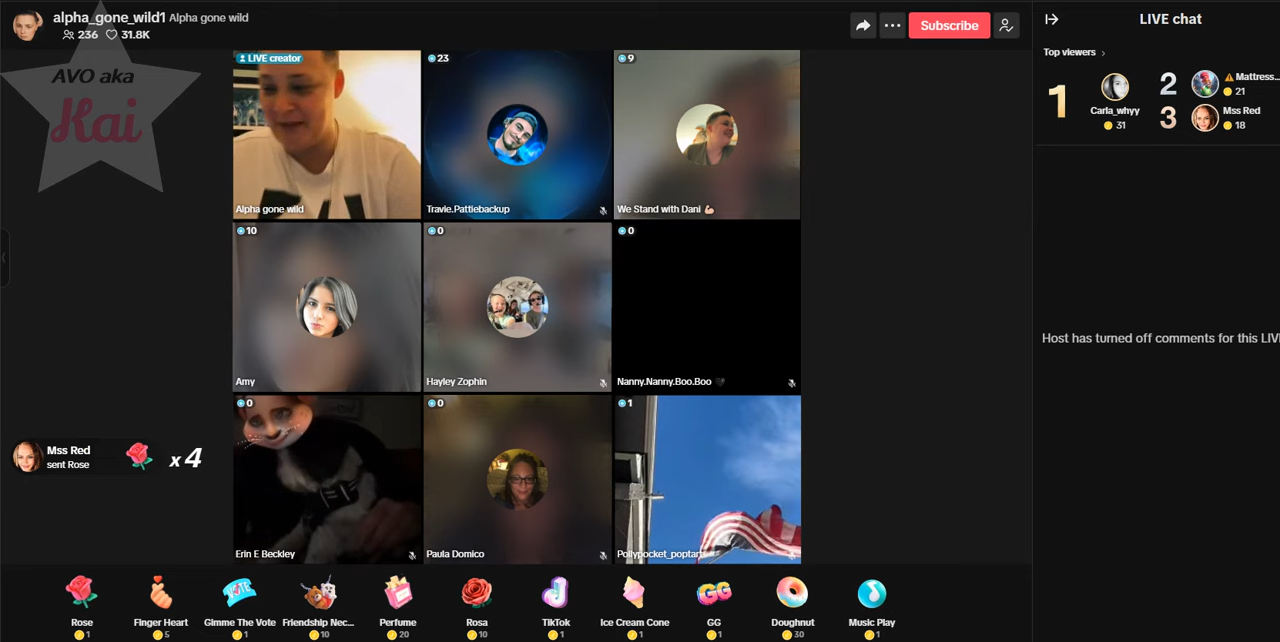 alpha_gone_wild1 Alpha gone wild
236 31.8K
Subscribe
LIVE chat
AVO aka
Kai
Top viewers
1
Carla_whyy
31
2
Mattress...
21
3
Mss Red
18
LIVE creator
Alpha gone wild
23
Travie.Pattiebackup
9
We Stand with Dani 💪🏼
10
Amy
0
Hayley Zophin
0
Nanny.Nanny.Boo.Boo 🖤
0
Erin E Beckley
0
Paula Domico
1
Pollypocket_poptart
Host has turned off comments for this LIV
Mss Red
sent Rose
x 4
Rose
1
Finger Heart
5
Gimme The Vote
1
Friendship Nec...
10
Perfume
20
Rosa
10
TikTok
1
Ice Cream Cone
1
GG
1
Doughnut
30
Music Play
1